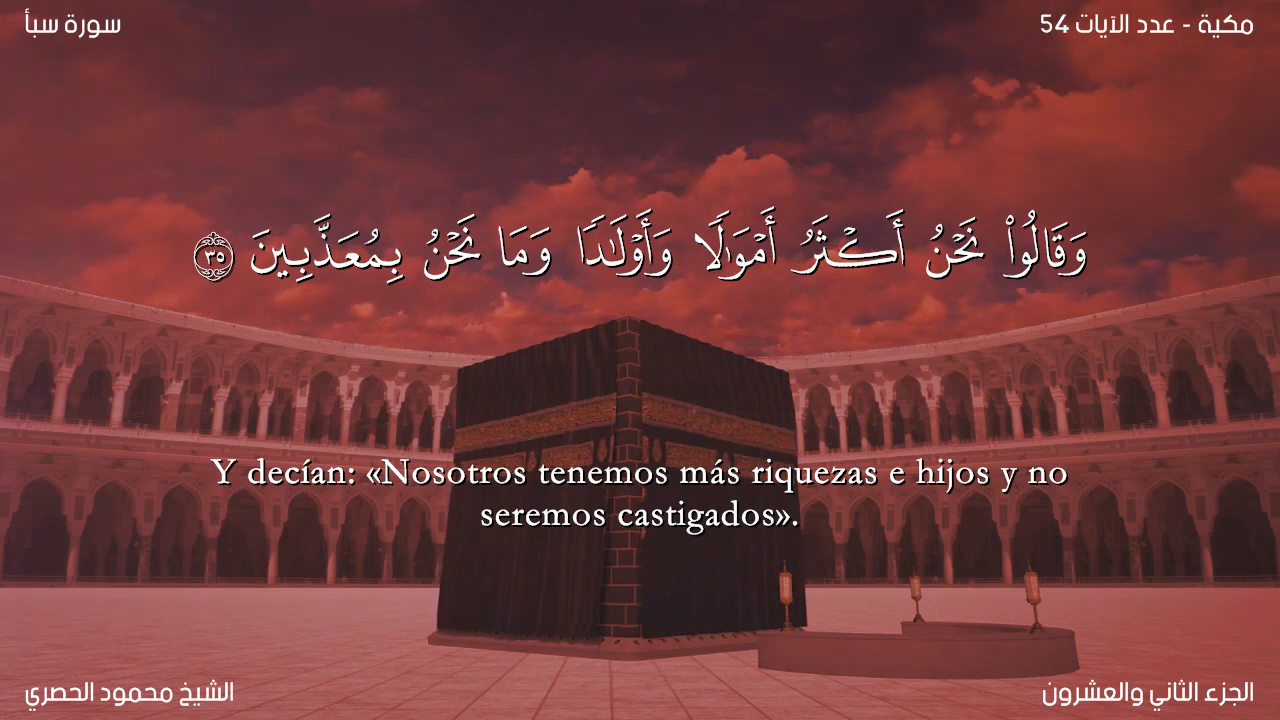 سورة سبأ
مكية - عدد الآيات 54
وَقَالُوا۟ نَحْنُ أَكْثَرُ أَمْوَٰلًا وَأَوْلَٰدًا وَمَا نَحْنُ بِمُعَذَّبِينَ ٣٥
Y decían: «Nosotros tenemos más riquezas e hijos y no
seremos castigados».
الشيخ محمود الحصري
الجزء الثاني والعشرون